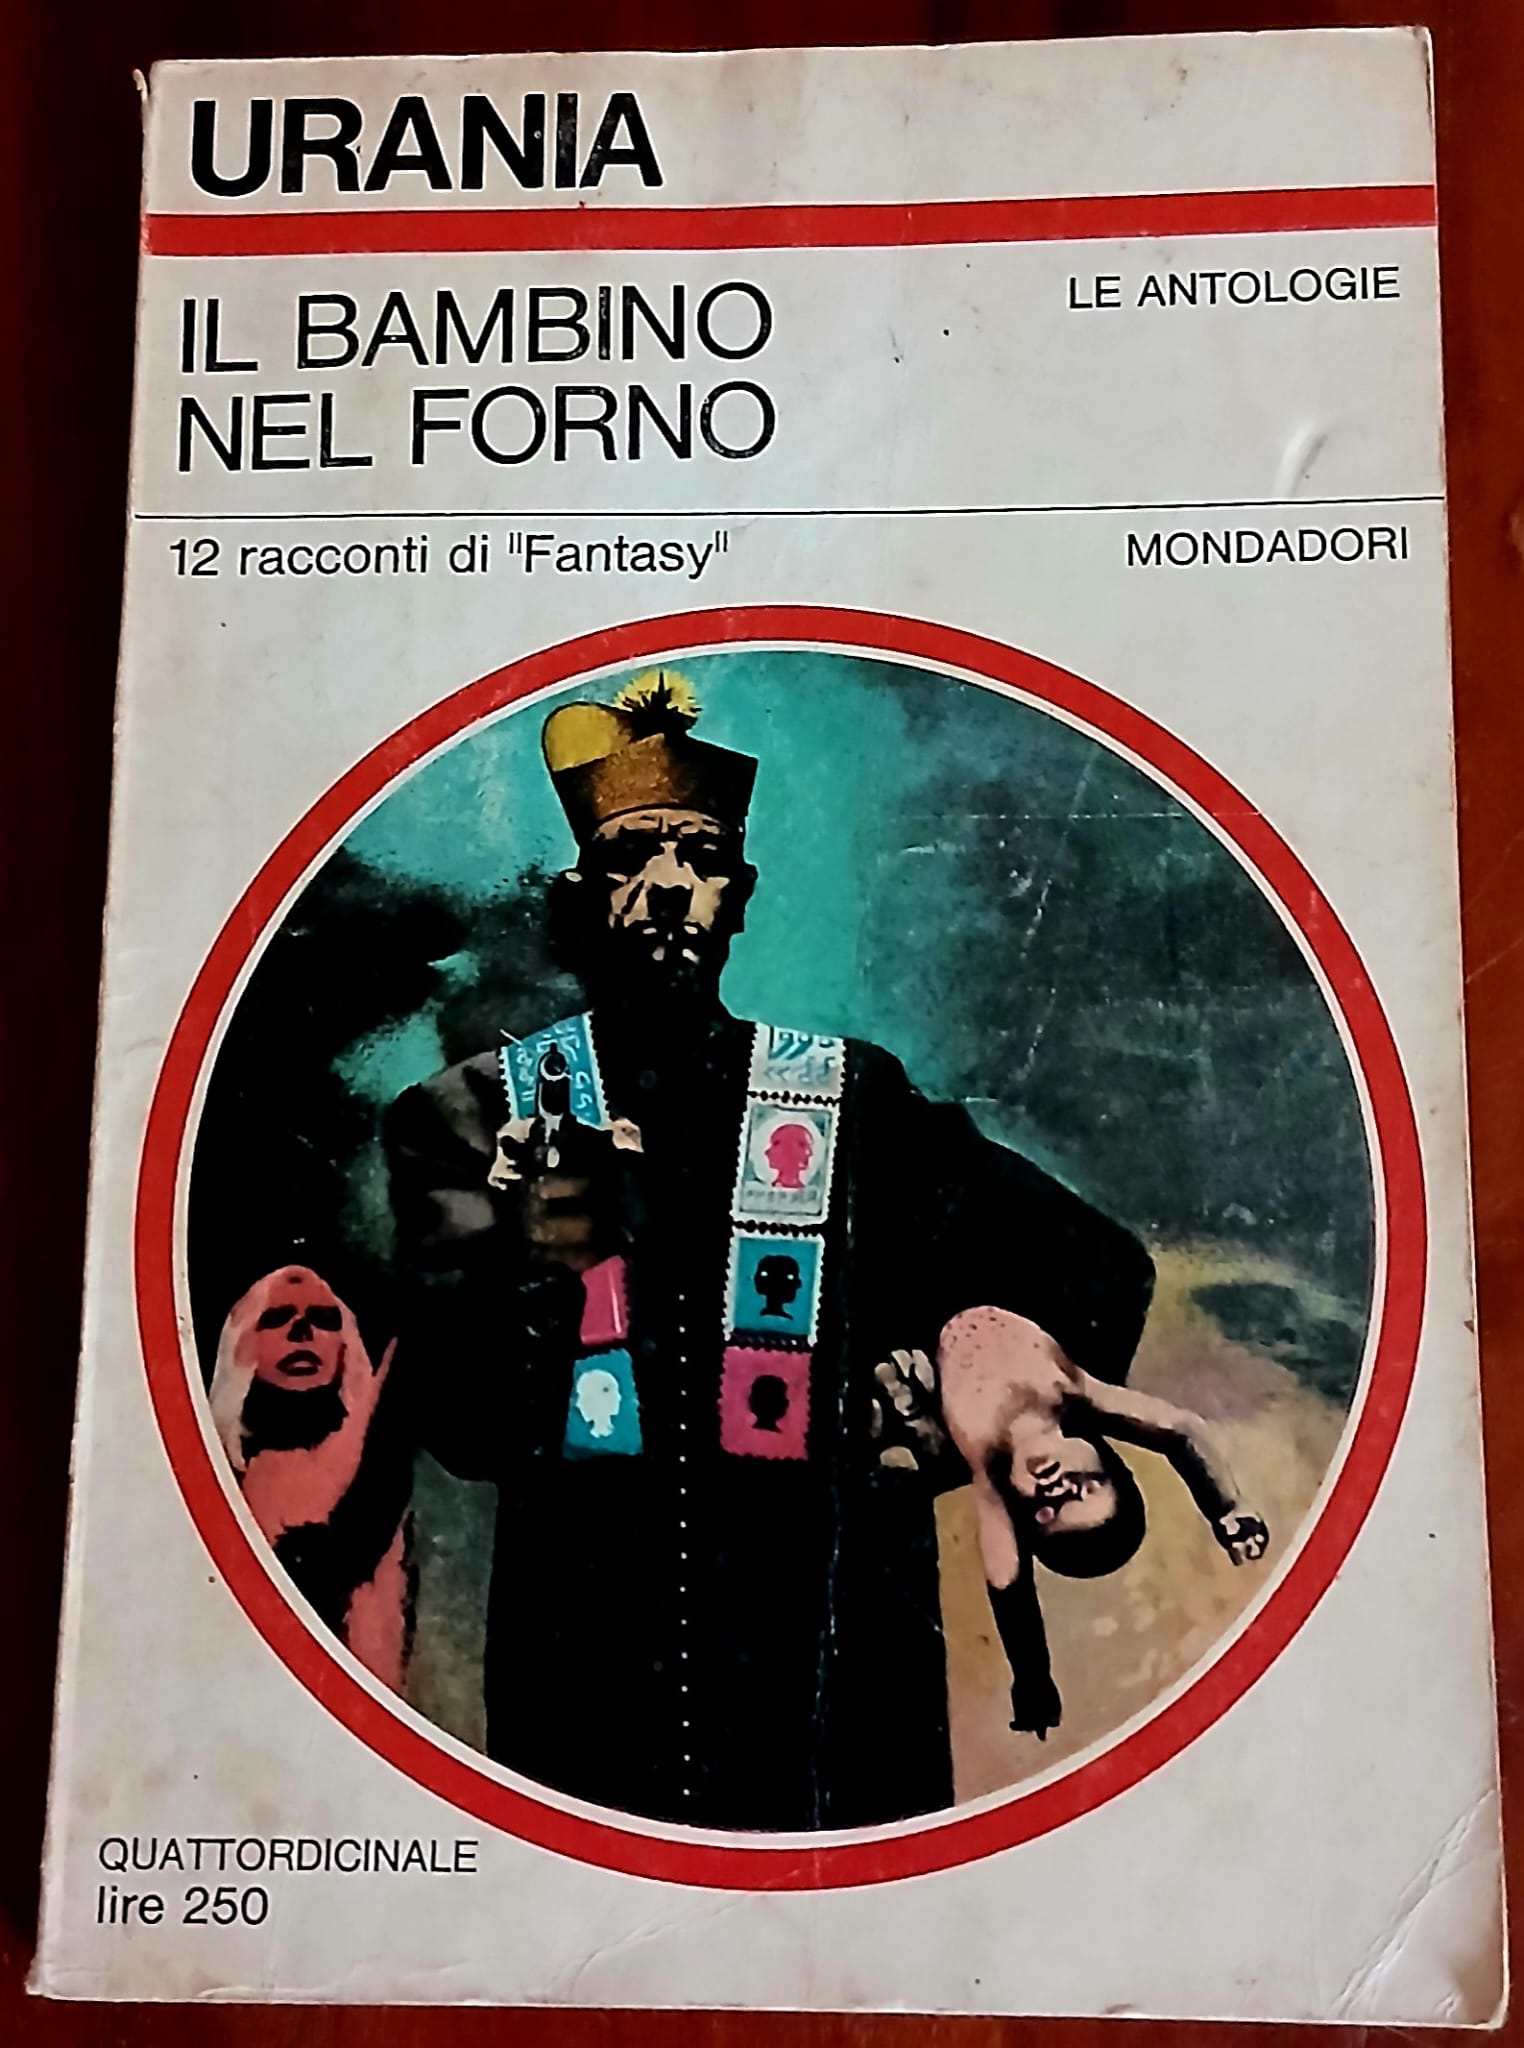 URANIA
IL BAMBINO
NEL FORNO
LE ANTOLOGIE
12 racconti di "Fantasy"
MONDADORI
QUATTORDICINALE
lire 250